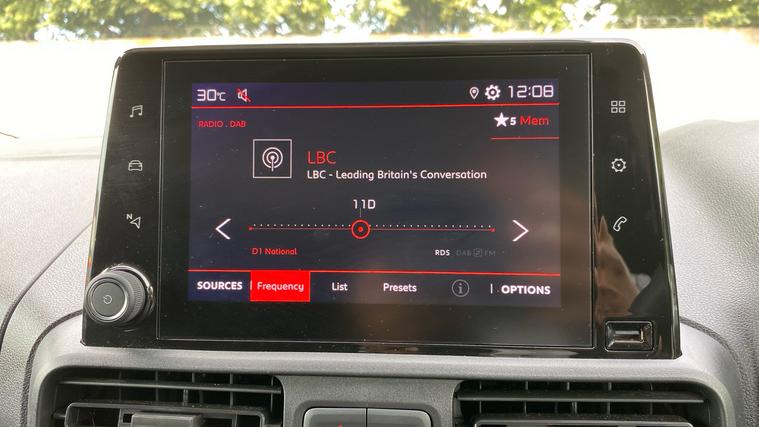 30°C 12:08
RADIO . DAB
5 Mem
LBC
LBC - Leading Britain's Conversation
11D
D1 National
RDS DAB FM
SOURCES Frequency List Presets i OPTIONS
N